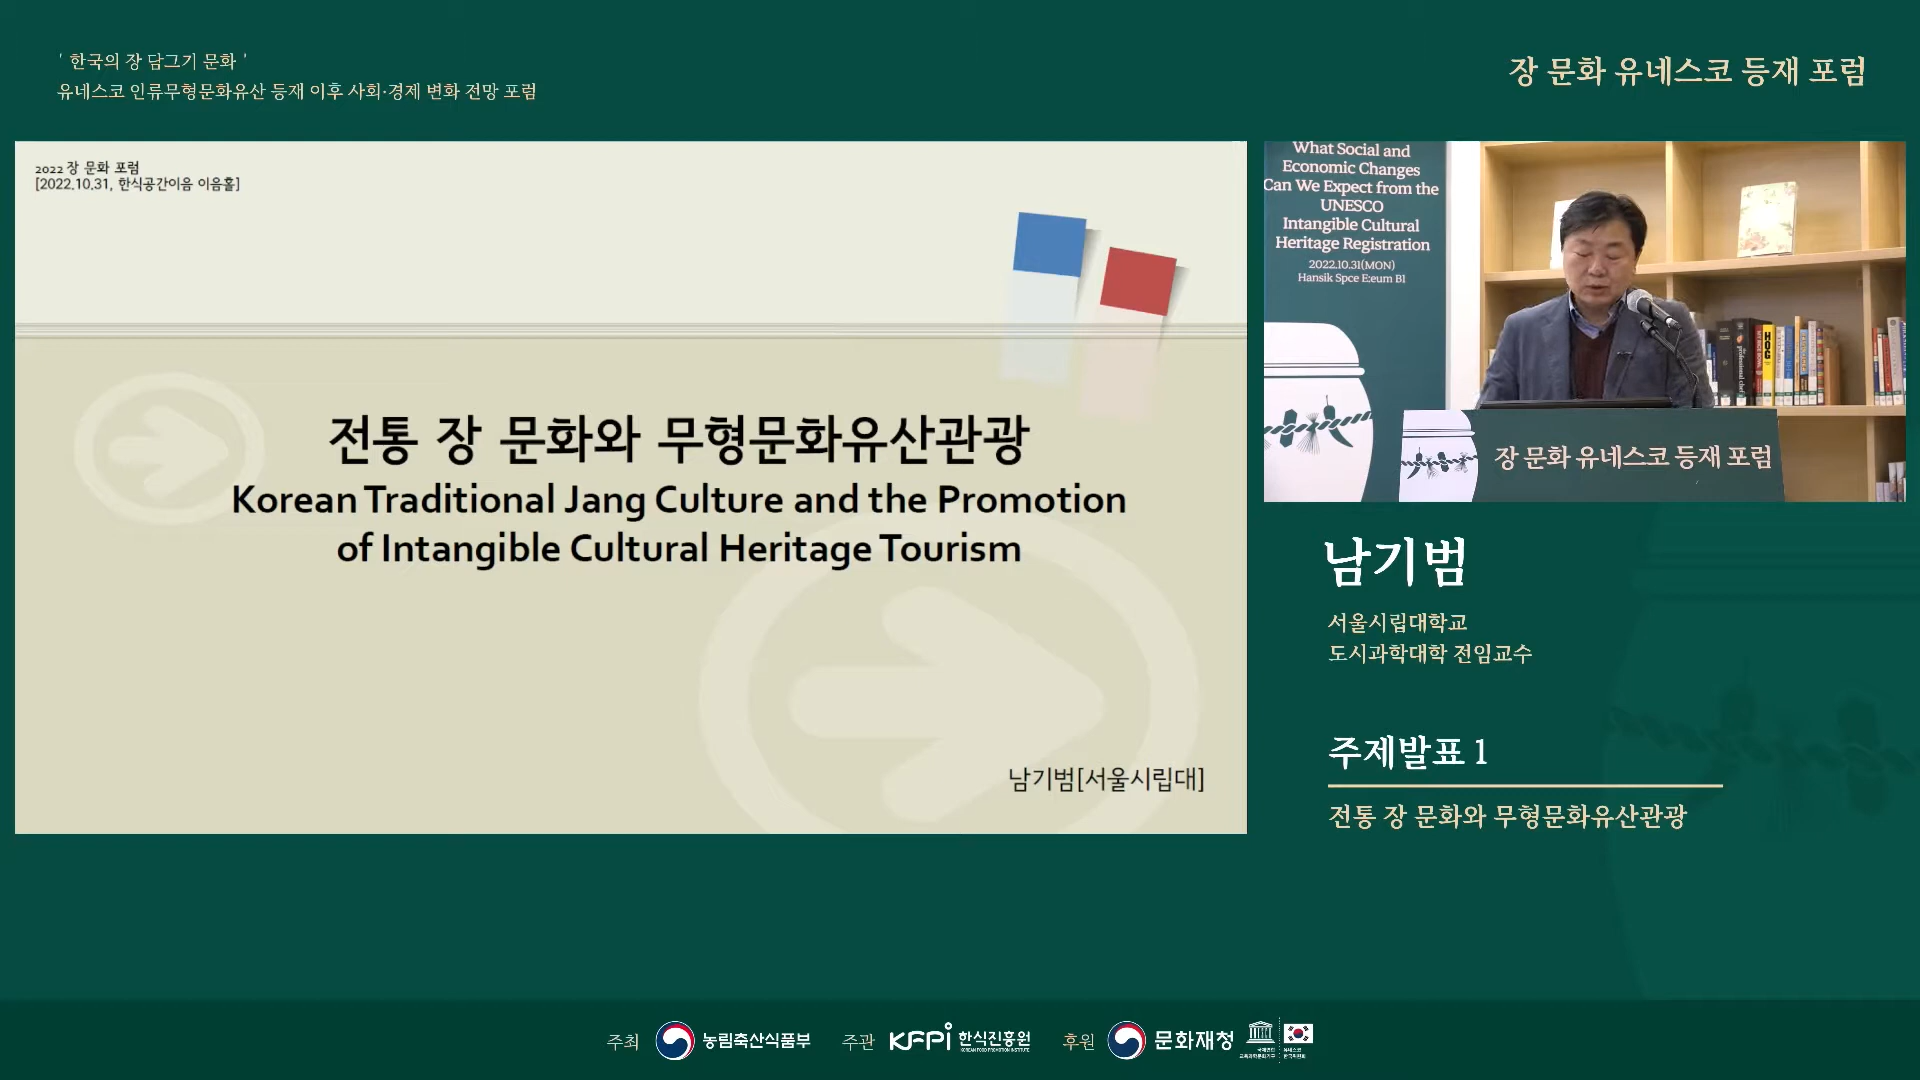 ' 한국의 장 담그기 문화 '
유네스코 인류무형문화유산 등재 이후 사회·경제 변화 전망 포럼
장 문화 유네스코 등재 포럼
2022 장 문화 포럼
[2022.10.31, 한식공간이음 이음홀]
전통 장 문화와 무형문화유산관광
Korean Traditional Jang Culture and the Promotion
of Intangible Cultural Heritage Tourism
남기범[서울시립대]
What Social and
Economic Changes
Can We Expect from the
UNESCO
Intangible Cultural
Heritage Registration
2022.10.31(MON)
Hansik Spce E:eum B1
HOG
장 문화 유네스코 등재 포럼
남기범
서울시립대학교
도시과학대학 전임교수
주제발표 1
전통 장 문화와 무형문화유산관광
주최 농림축산식품부 주관 KFPi 한식진흥원 후원 문화재청
KOREAN FOOD PROMOTION INSTITUTE